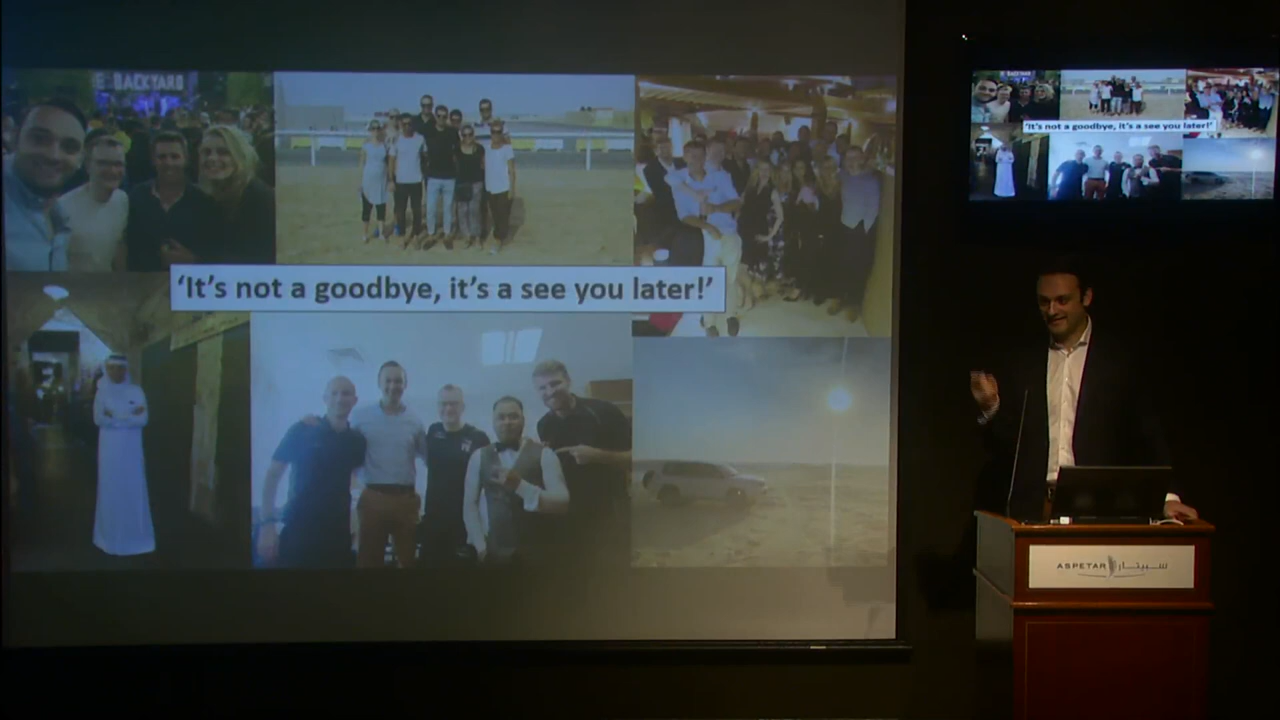 BACKYARD
'It's not a goodbye, it's a see you later!'
'It's not a goodbye, it's a see you later!'
ASPETAR سبيتار